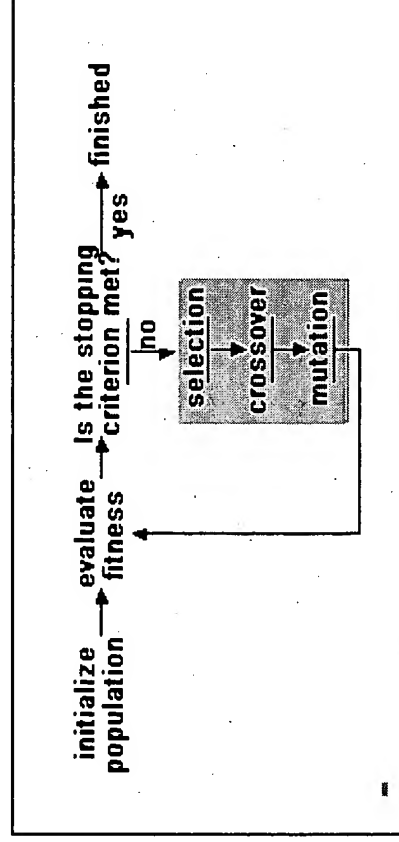 initialize
population
evaluate
fitness
Is the stopping
criterion met?
yes
finished
no
selection
crossover
mutation